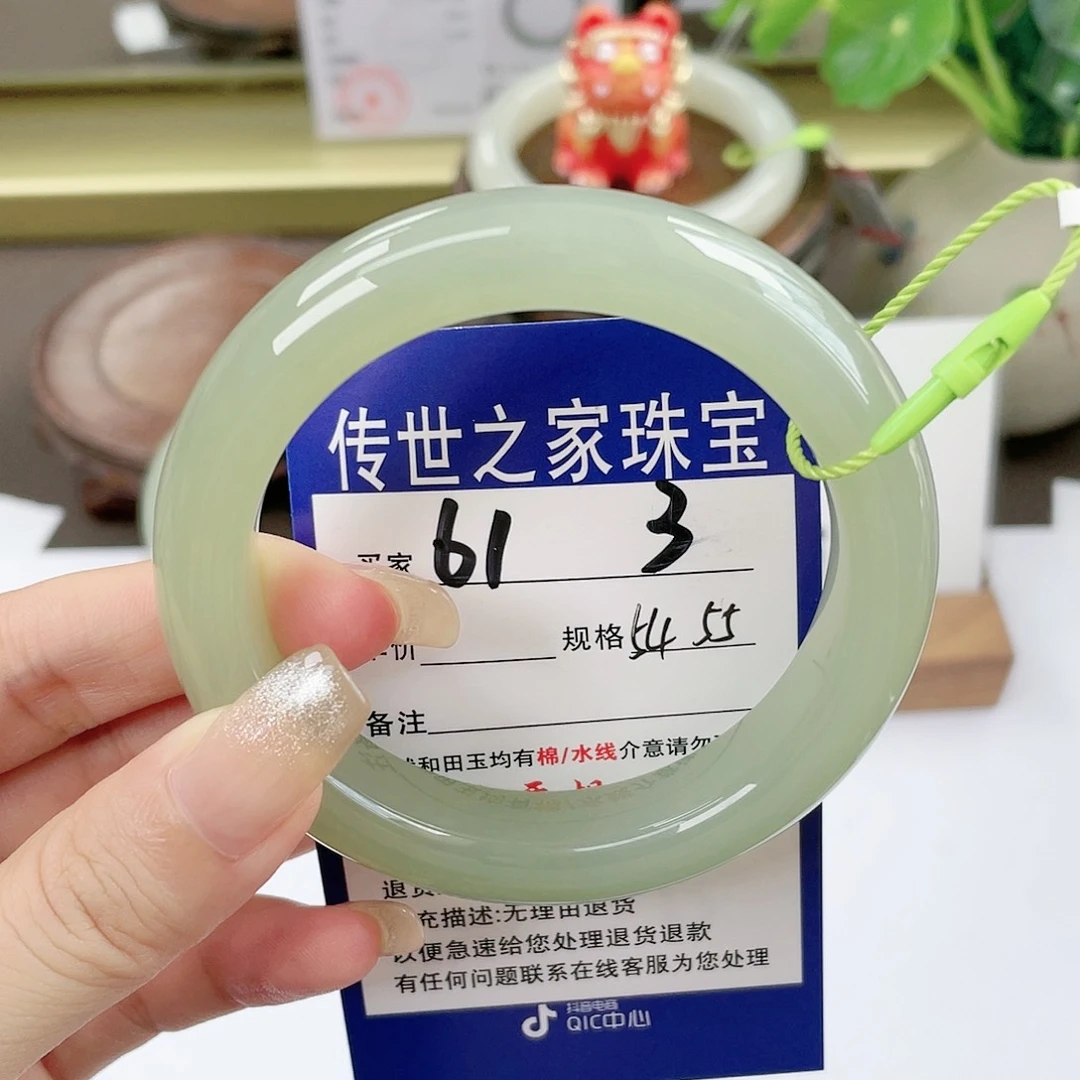 传世之家珠宝
买家 61 3
价 规格 54 55
备注
和田玉均有棉/水线介意请勿
退货
充描述:无理由退货
以便急速给您处理退货退款
有任何问题联系在线客服为您处理
抖音电商
QIC中心